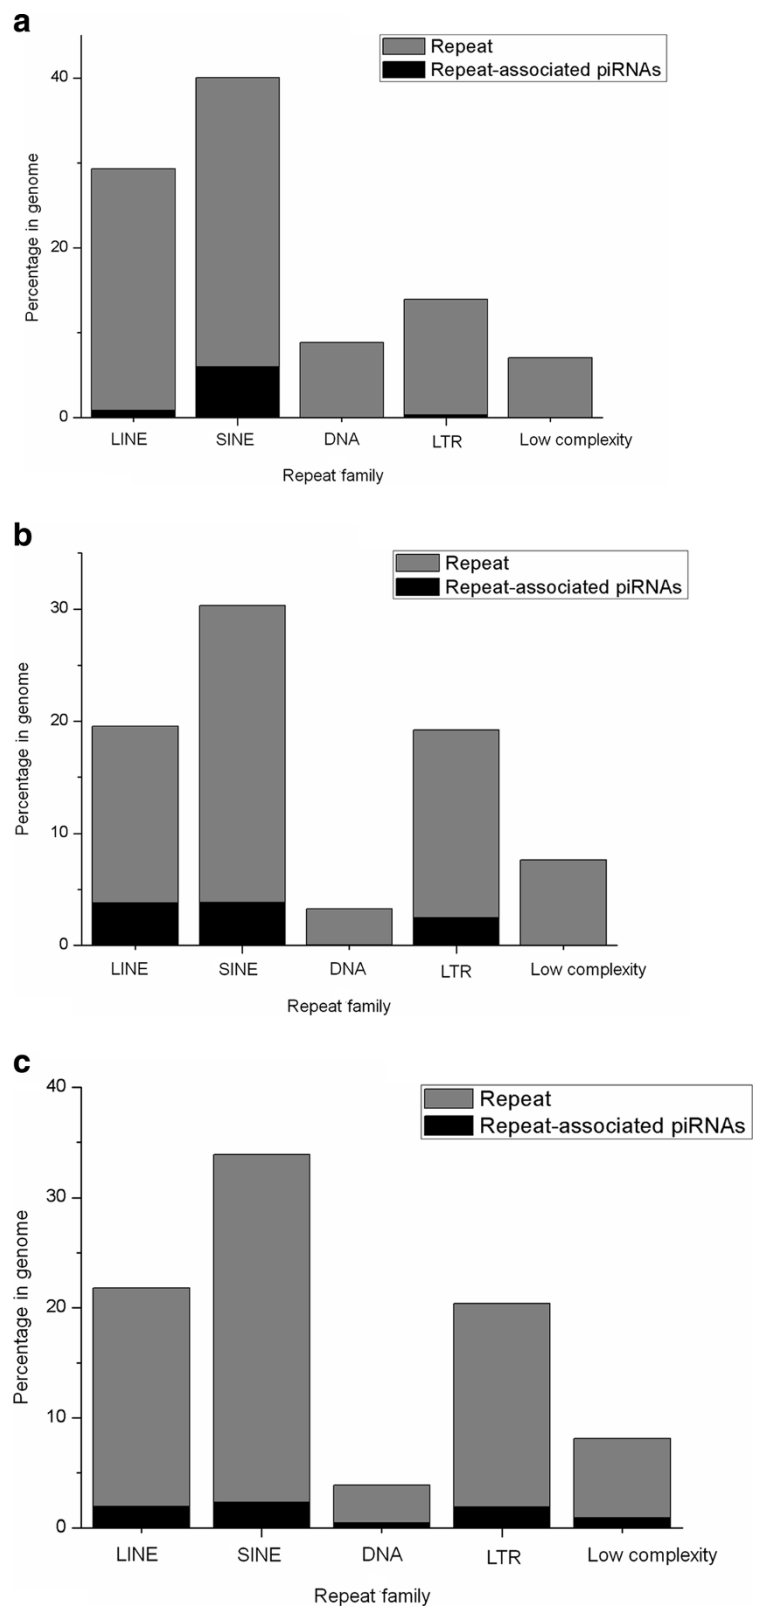 a
Repeat
Repeat-associated piRNAs
40
20
0
Percentage in genome
LINE SINE DNA LTR Low complexity
Repeat family
b
Repeat
Repeat-associated piRNAs
30
20
10
0
Percentage in genome
LINE SINE DNA LTR Low complexity
Repeat family
c
Repeat
Repeat-associated piRNAs
40
30
20
10
0
Percentage in genome
LINE SINE DNA LTR Low complexity
Repeat family